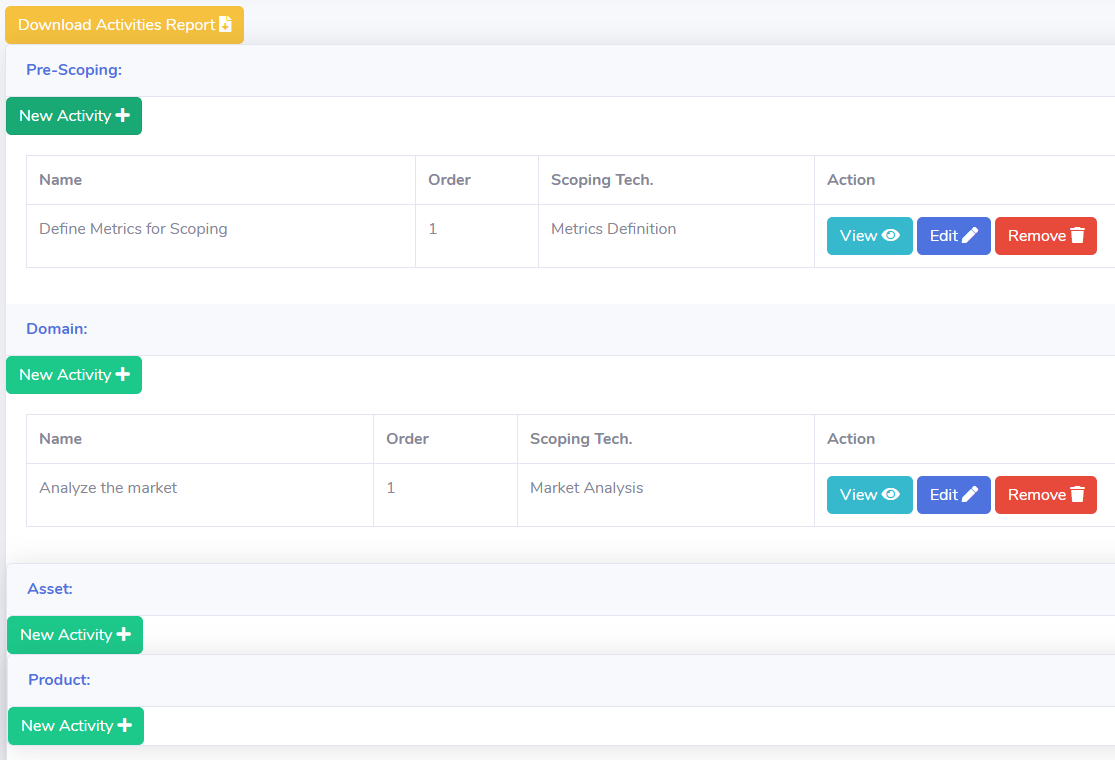 Download Activities Report
Pre-Scoping:
New Activity
Name Order Scoping Tech. Action
Define Metrics for Scoping 1 Metrics Definition View Edit Remove
Domain:
New Activity
Name Order Scoping Tech. Action
Analyze the market 1 Market Analysis View Edit Remove
Asset:
New Activity
Product:
New Activity